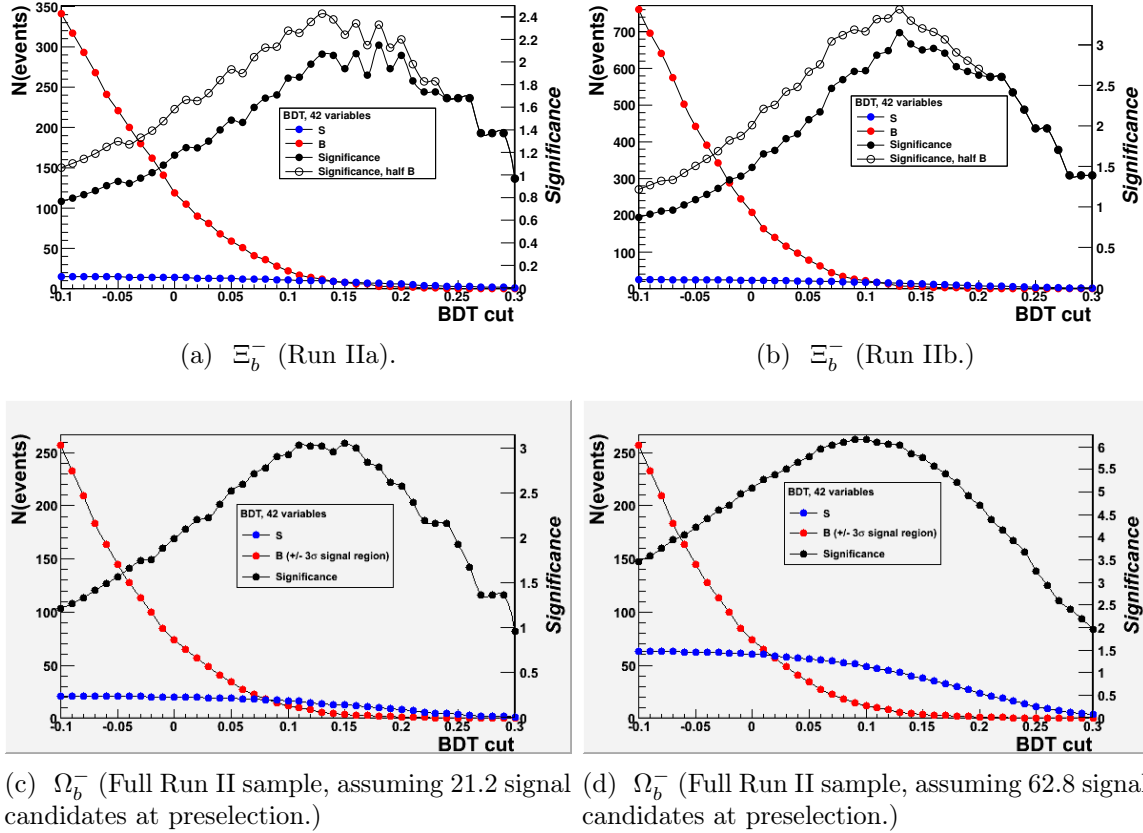 N(events)
350
300
250
200
150
100
50
0
2.4
2.2
2
1.8
1.6
1.4
1.2
1
0.8
0.6
0.4
0.2
0
Significance
BDT, 42 variables
S
B
Significance
Significance, half B
-0.1 -0.05 0 0.05 0.1 0.15 0.2 0.25 0.3
BDT cut
(a) Ξ_b^- (Run IIa).
N(events)
700
600
500
400
300
200
100
0
3
2.5
2
1.5
1
0.5
0
Significance
BDT, 42 variables
S
B
Significance
Significance, half B
-0.1 -0.05 0 0.05 0.1 0.15 0.2 0.25 0.3
BDT cut
(b) Ξ_b^- (Run IIb.)
N(events)
250
200
150
100
50
0
3
2.5
2
1.5
1
0.5
0
Significance
BDT, 42 variables
S
B (+/- 3σ signal region)
Significance
-0.1 -0.05 0 0.05 0.1 0.15 0.2 0.25 0.3
BDT cut
(c) Ω_b^- (Full Run II sample, assuming 21.2 signal
candidates at preselection.)
N(events)
250
200
150
100
50
0
6
5.5
5
4.5
4
3.5
3
2.5
2
1.5
1
0.5
0
Significance
BDT, 42 variables
S
B (+/- 3σ signal region)
Significance
-0.1 -0.05 0 0.05 0.1 0.15 0.2 0.25 0.3
BDT cut
(d) Ω_b^- (Full Run II sample, assuming 62.8 signal
candidates at preselection.)